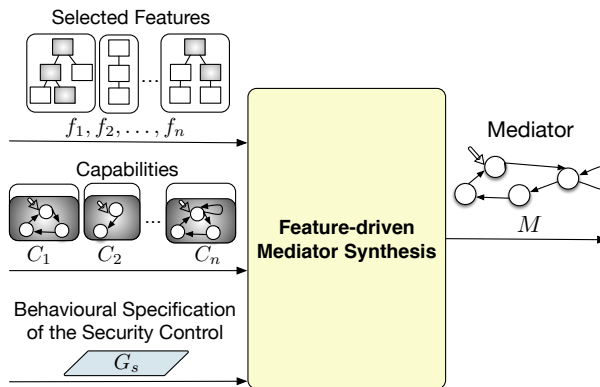 Selected Features
...
f₁, f₂, . . . , fₙ
Capabilities
...
C₁ C₂ Cₙ
Behavioural Specification
of the Security Control
Gₛ
Feature-driven
Mediator Synthesis
Mediator
M